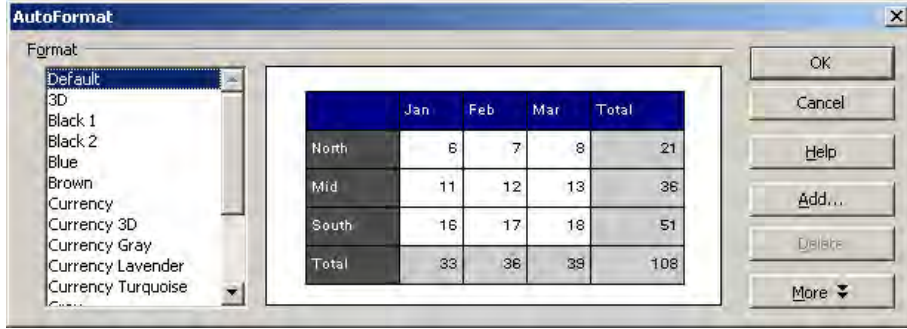 AutoFormat
Format
Default
3D
Black 1
Black 2
Blue
Brown
Currency
Currency 3D
Currency Gray
Currency Lavender
Currency Turquoise
Jan Feb Mar Total
North 6 7 8 21
Mid 11 12 13 36
South 16 17 18 51
Total 33 36 39 108
OK
Cancel
Help
Add...
Delete
More